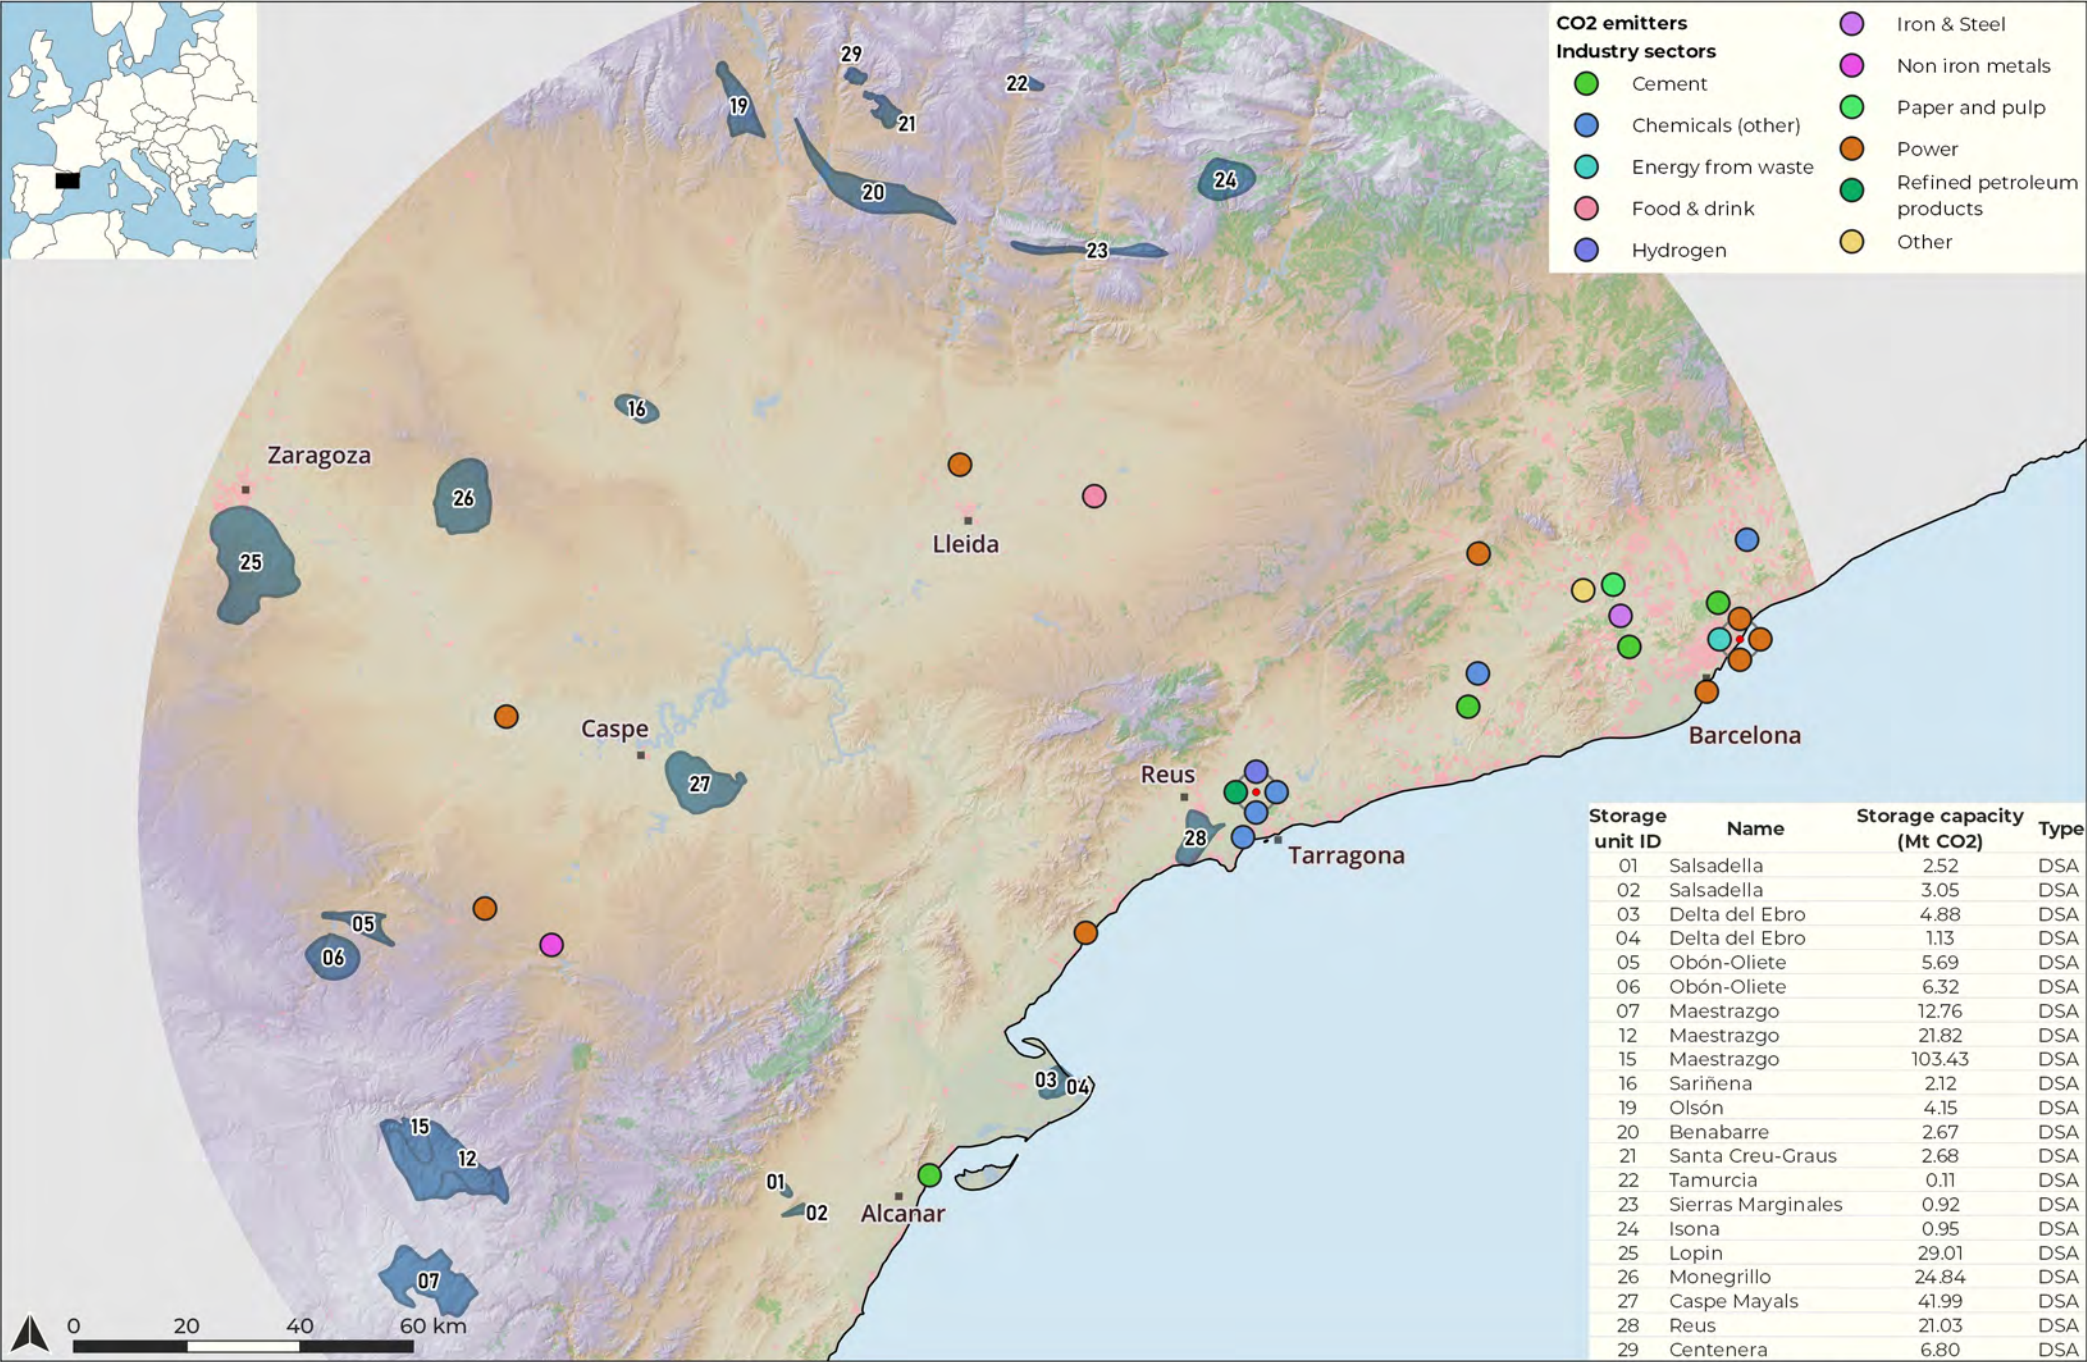 CO2 emitters
Industry sectors
Cement
Chemicals (other)
Energy from waste
Food & drink
Hydrogen
Iron & Steel
Non iron metals
Paper and pulp
Power
Refined petroleum
products
Other
29
22
19
21
20
24
23
16
Zaragoza
26
25
Lleida
Caspe
27
Reus
28
Tarragona
Barcelona
05
06
03
04
15
12
01
02
Alcanar
07
0 20 40 60 km
Storage unit ID Name Storage capacity (Mt CO2) Type
01 Salsadella 2.52 DSA
02 Salsadella 3.05 DSA
03 Delta del Ebro 4.88 DSA
04 Delta del Ebro 1.13 DSA
05 Obón-Oliete 5.69 DSA
06 Obón-Oliete 6.32 DSA
07 Maestrazgo 12.76 DSA
12 Maestrazgo 21.82 DSA
15 Maestrazgo 103.43 DSA
16 Sariñena 2.12 DSA
19 Olsón 4.15 DSA
20 Benabarre 2.67 DSA
21 Santa Creu-Graus 2.68 DSA
22 Tamurcia 0.11 DSA
23 Sierras Marginales 0.92 DSA
24 Isona 0.95 DSA
25 Lopin 29.01 DSA
26 Monegrillo 24.84 DSA
27 Caspe Mayals 41.99 DSA
28 Reus 21.03 DSA
29 Centenera 6.80 DSA